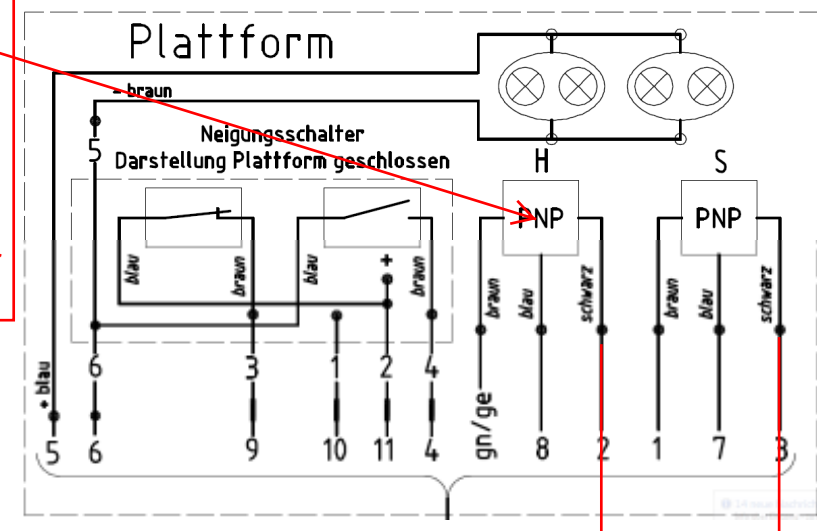 Plattform
- braun
5
Neigungsschalter
Darstellung Plattform geschlossen
H S
PNP PNP
blau braun blau + braun braun blau schwarz braun blau schwarz
6 3 1 2 4
+ blau
gn/ge
5 6 9 10 11 4 8 2 1 7 3